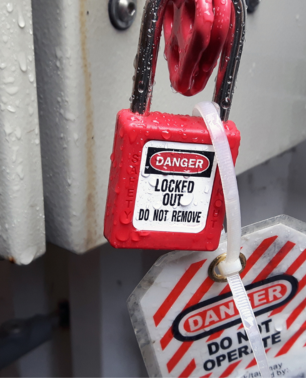 DANGER
LOCKED
OUT
DO NOT REMOVE
DANGER
DO NOT
OPERATE